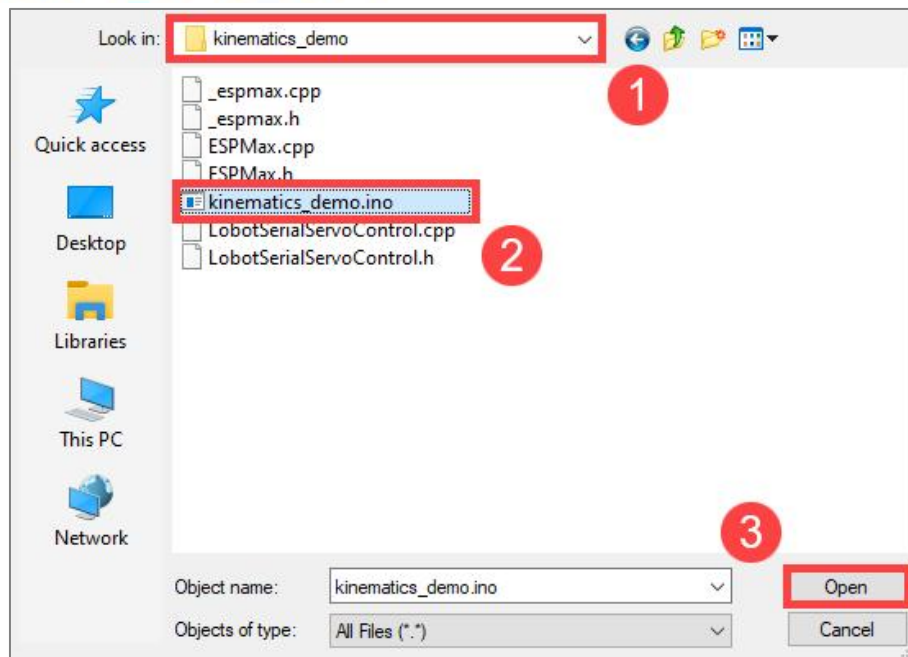 Look in: kinematics_demo
1
_espmax.cpp
_espmax.h
Quick access
ESPMax.cpp
ESPMax.h
kinematics_demo.ino
LobotSerialServoControl.cpp
2
LobotSerialServoControl.h
Desktop
Libraries
This PC
Network
3
Object name: kinematics_demo.ino Open
Objects of type: All Files (*.*) Cancel